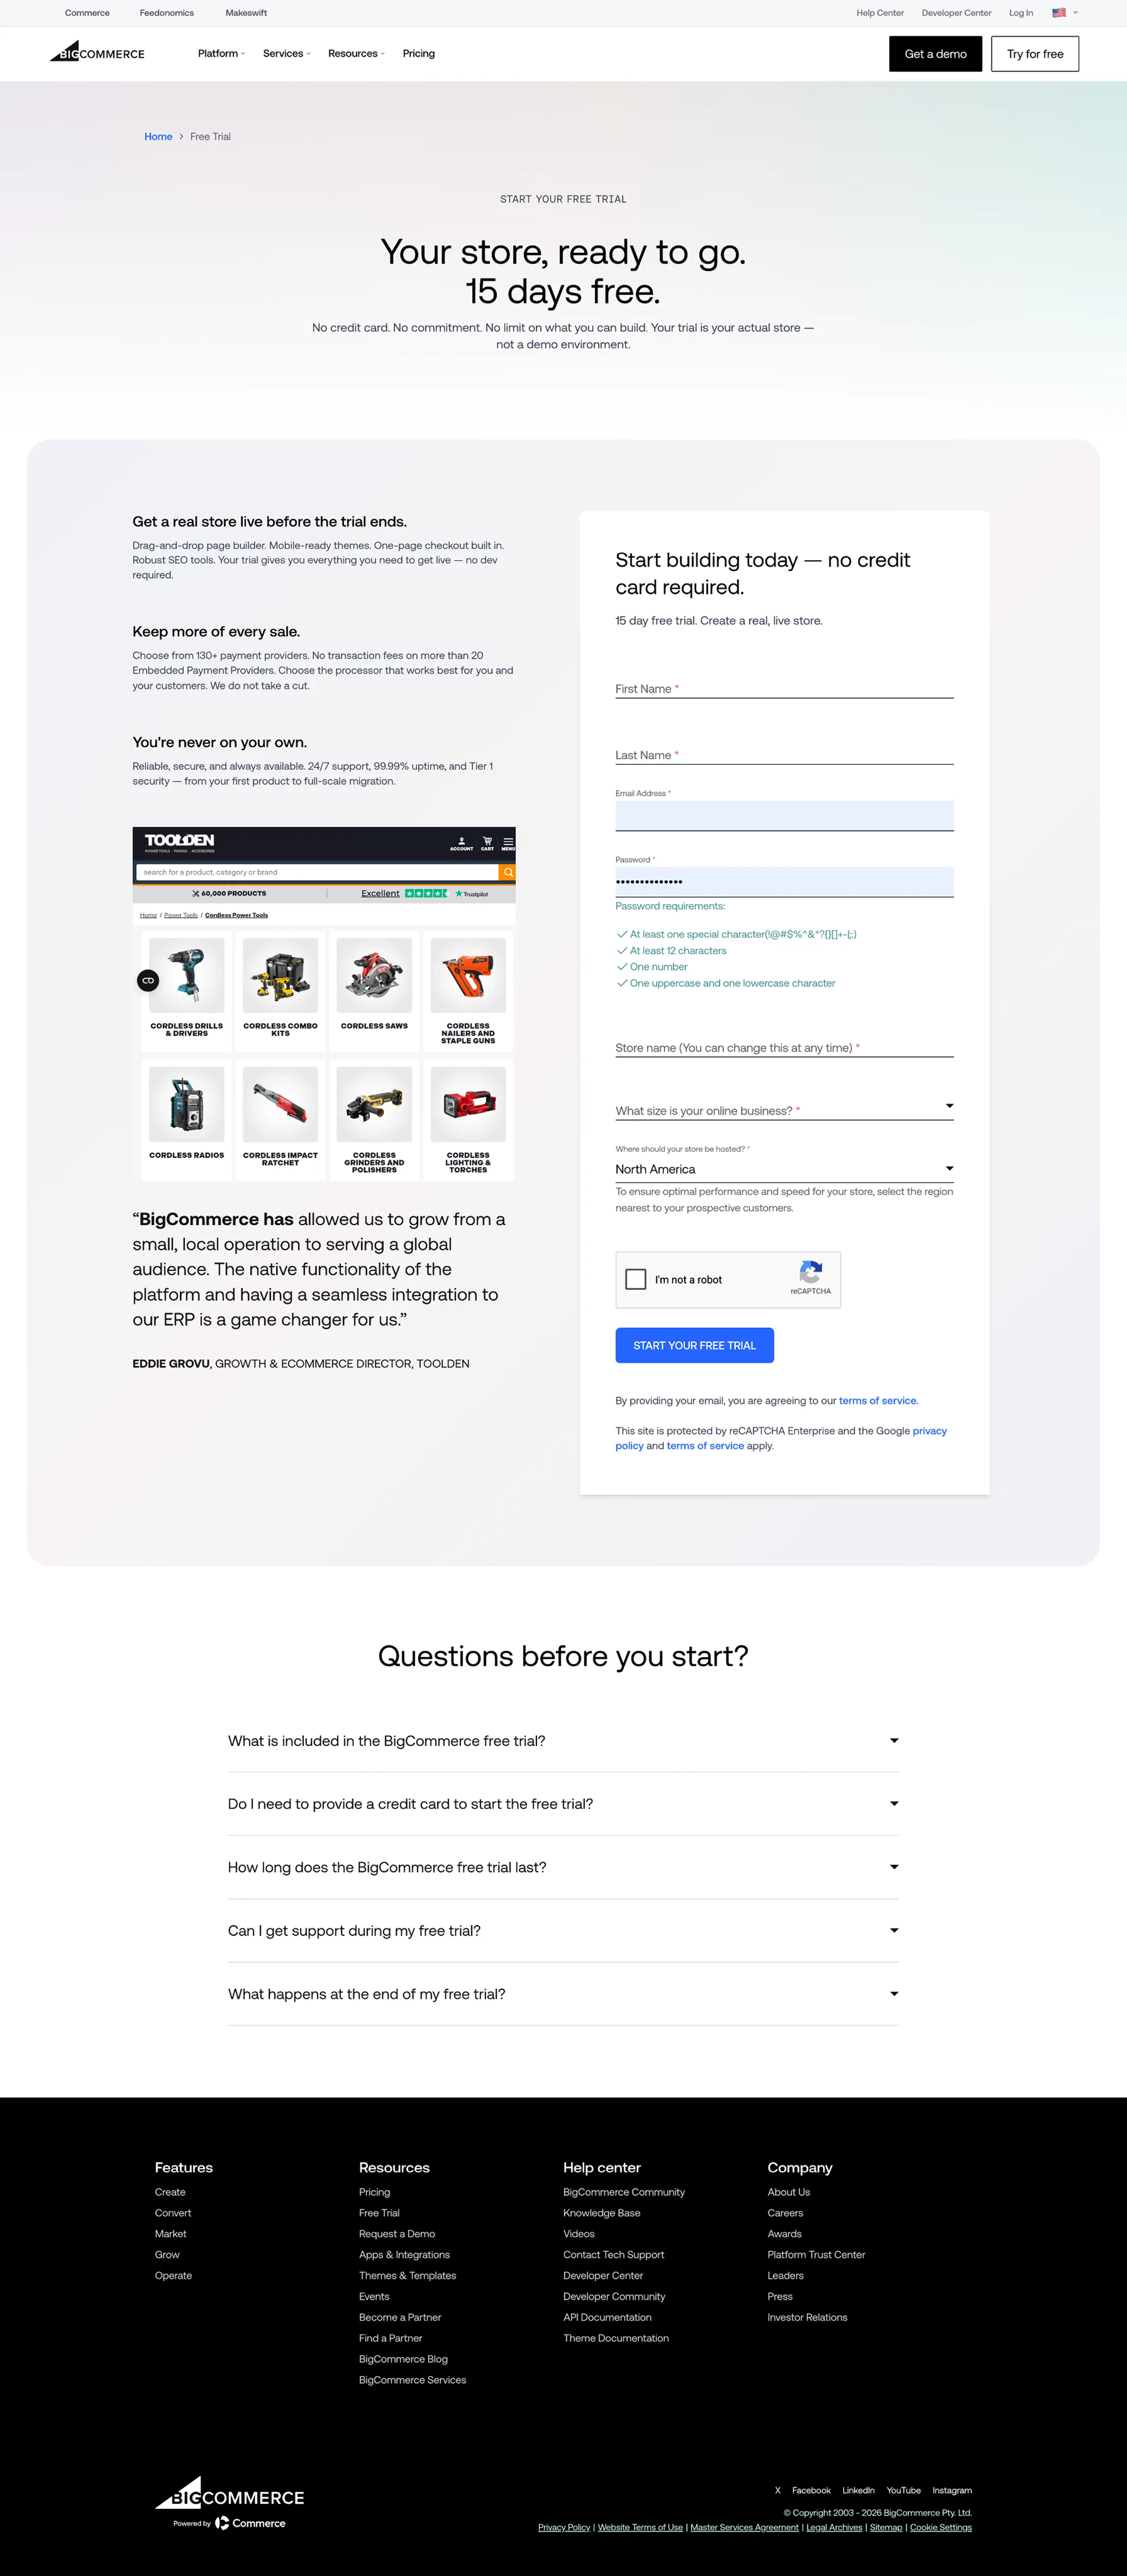 Commerce Feedonomics Makeswift Help Center Developer Center Log In
BIGCOMMERCE Platform Services Resources Pricing Get a demo Try for free
Home > Free Trial
START YOUR FREE TRIAL
Your store, ready to go.
15 days free.
No credit card. No commitment. No limit on what you can build. Your trial is your actual store —
not a demo environment.
Get a real store live before the trial ends.
Drag-and-drop page builder. Mobile-ready themes. One-page checkout built in.
Robust SEO tools. Your trial gives you everything you need to get live — no dev
required.
Keep more of every sale.
Choose from 130+ payment providers. No transaction fees on more than 20
Embedded Payment Providers. Choose the processor that works best for you and
your customers. We do not take a cut.
You're never on your own.
Reliable, secure, and always available. 24/7 support, 99.99% uptime, and Tier 1
security — from your first product to full-scale migration.
TOOLDEN
POWER TOOLS · FIXINGS · ACCESSORIES
ACCOUNT CART MENU
search for a product, category or brand
60,000 PRODUCTS Excellent Trustpilot
Home / Power Tools / Cordless Power Tools
CORDLESS DRILLS
& DRIVERS
CORDLESS COMBO
KITS
CORDLESS SAWS
CORDLESS
NAILERS AND
STAPLE GUNS
CORDLESS RADIOS
CORDLESS IMPACT
RATCHET
CORDLESS
GRINDERS AND
POLISHERS
CORDLESS
LIGHTING &
TORCHES
“BigCommerce has allowed us to grow from a
small, local operation to serving a global
audience. The native functionality of the
platform and having a seamless integration to
our ERP is a game changer for us.”
EDDIE GROVU, GROWTH & ECOMMERCE DIRECTOR, TOOLDEN
Start building today — no credit
card required.
15 day free trial. Create a real, live store.
First Name *
Last Name *
Email Address *
Password *
••••••••••••••
Password requirements:
At least one special character(!@#$%^&*?{}[]+-|;:)
At least 12 characters
One number
One uppercase and one lowercase character
Store name (You can change this at any time) *
What size is your online business? *
Where should your store be hosted? *
North America
To ensure optimal performance and speed for your store, select the region
nearest to your prospective customers.
I'm not a robot
reCAPTCHA
START YOUR FREE TRIAL
By providing your email, you are agreeing to our terms of service.
This site is protected by reCAPTCHA Enterprise and the Google privacy
policy and terms of service apply.
Questions before you start?
What is included in the BigCommerce free trial?
Do I need to provide a credit card to start the free trial?
How long does the BigCommerce free trial last?
Can I get support during my free trial?
What happens at the end of my free trial?
Features
Create
Convert
Market
Grow
Operate
Resources
Pricing
Free Trial
Request a Demo
Apps & Integrations
Themes & Templates
Events
Become a Partner
Find a Partner
BigCommerce Blog
BigCommerce Services
Help center
BigCommerce Community
Knowledge Base
Videos
Contact Tech Support
Developer Center
Developer Community
API Documentation
Theme Documentation
Company
About Us
Careers
Awards
Platform Trust Center
Leaders
Press
Investor Relations
BIGCOMMERCE
Powered by Commerce
X Facebook LinkedIn YouTube Instagram
© Copyright 2003 - 2026 BigCommerce Pty. Ltd.
Privacy Policy | Website Terms of Use | Master Services Agreement | Legal Archives | Sitemap | Cookie Settings